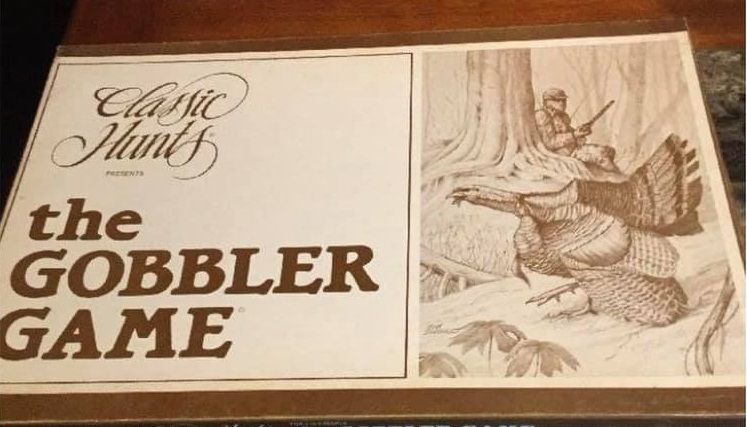 Classic
Hunts
PRESENTS
the
GOBBLER
GAME